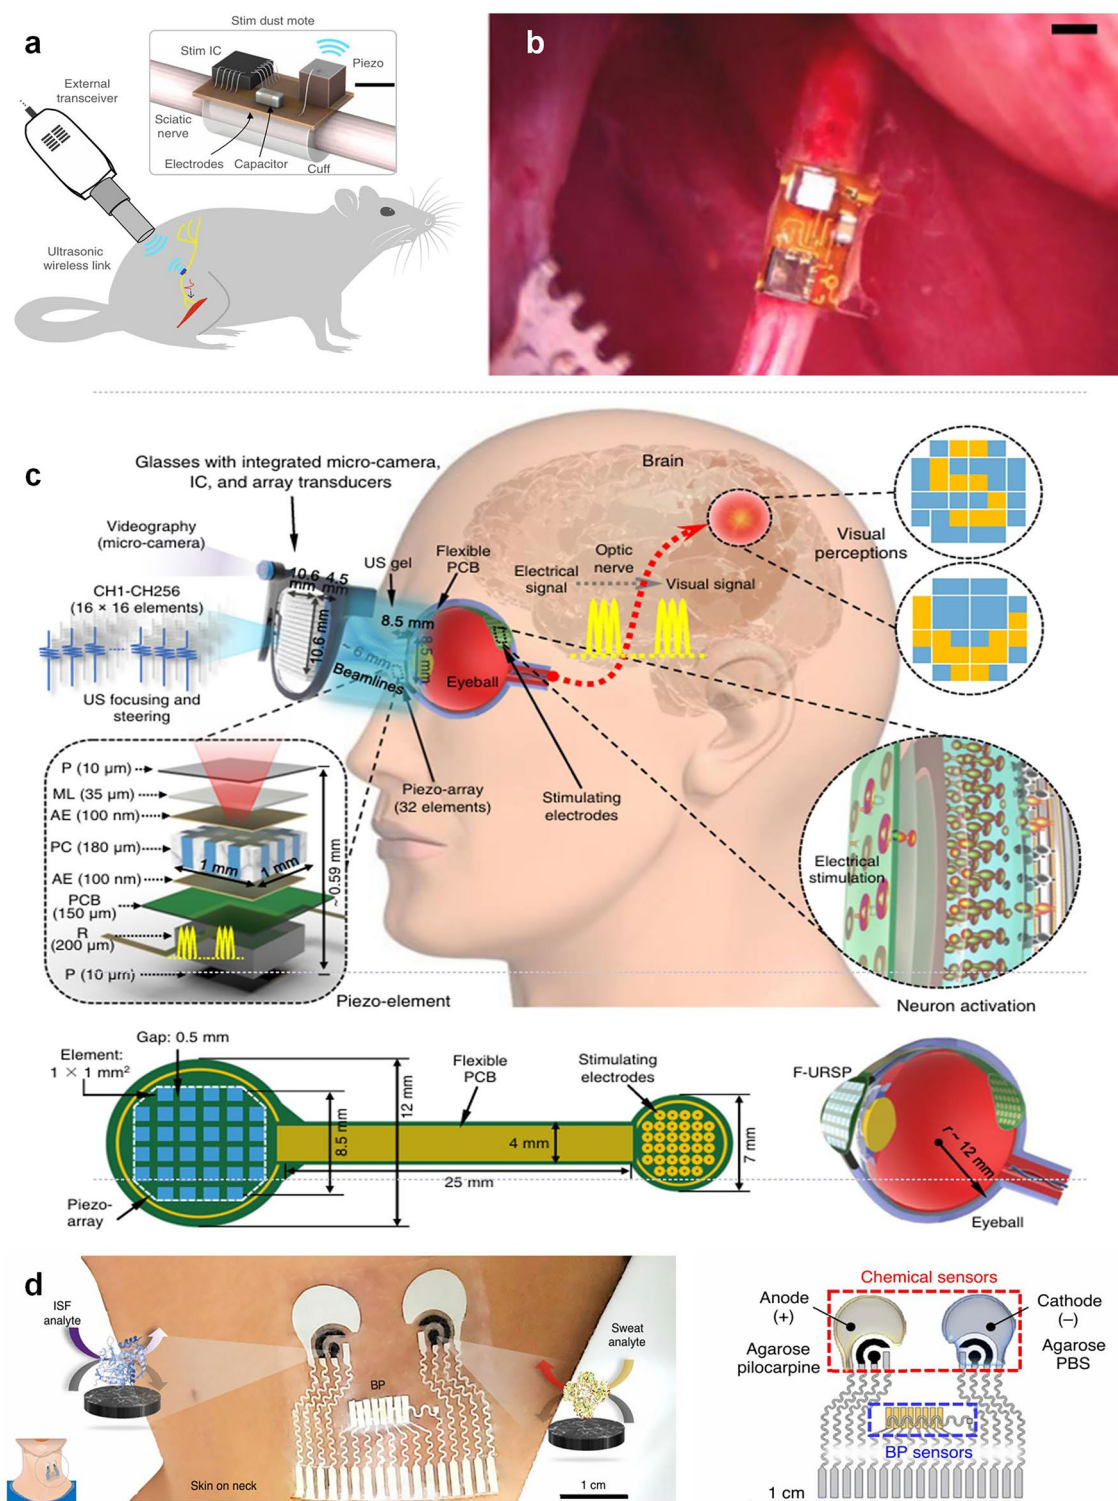 a
Stim dust mote
Stim IC
Piezo
External
transceiver
Sciatic
nerve
Electrodes
Capacitor
Cuff
Ultrasonic
wireless link
b
c
Glasses with integrated micro-camera,
IC, and array transducers
Videography
(micro-camera)
CH1-CH256
(16 × 16 elements)
US focusing and
steering
10.6
mm
4.5
mm
10.6 mm
US gel
Flexible
PCB
8.5 mm
8.5 mm
~ 6 mm
Beamlines
Eyeball
Brain
Optic
nerve
Electrical
signal
Visual signal
Visual
perceptions
Piezo-array
(32 elements)
Stimulating
electrodes
P (10 µm)
ML (35 µm)
AE (100 nm)
PC (180 µm)
1 mm
1 mm
AE (100 nm)
PCB
(150 µm)
R
(200 µm)
P (10 µm)
~ 0.59 mm
Piezo-element
Electrical
stimulation
Neuron activation
Gap: 0.5 mm
Element:
1 × 1 mm²
Piezo-
array
8.5 mm
12 mm
Flexible
PCB
4 mm
25 mm
Stimulating
electrodes
7 mm
F-URSP
r ~ 12 mm
Eyeball
d
ISF
analyte
BP
Sweat
analyte
Skin on neck
1 cm
Chemical sensors
Anode
(+)
Cathode
(–)
Agarose
pilocarpine
Agarose
PBS
BP sensors
1 cm